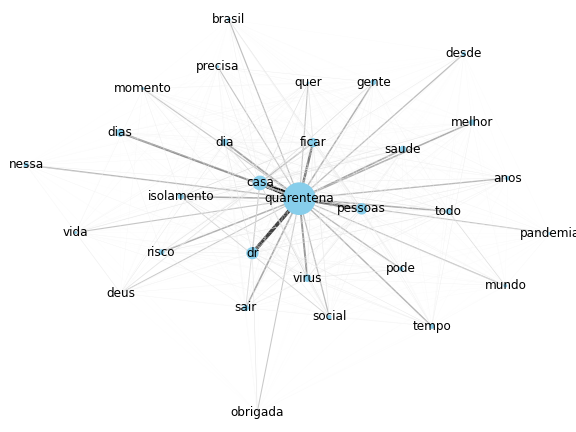 brasil
desde
precisa
quer
gente
momento
melhor
dias
dia
ficar
saude
nessa
casa
anos
isolamento
quarentena
pessoas
todo
vida
pandemia
risco
dr
pode
virus
mundo
deus
sair
social
tempo
obrigada